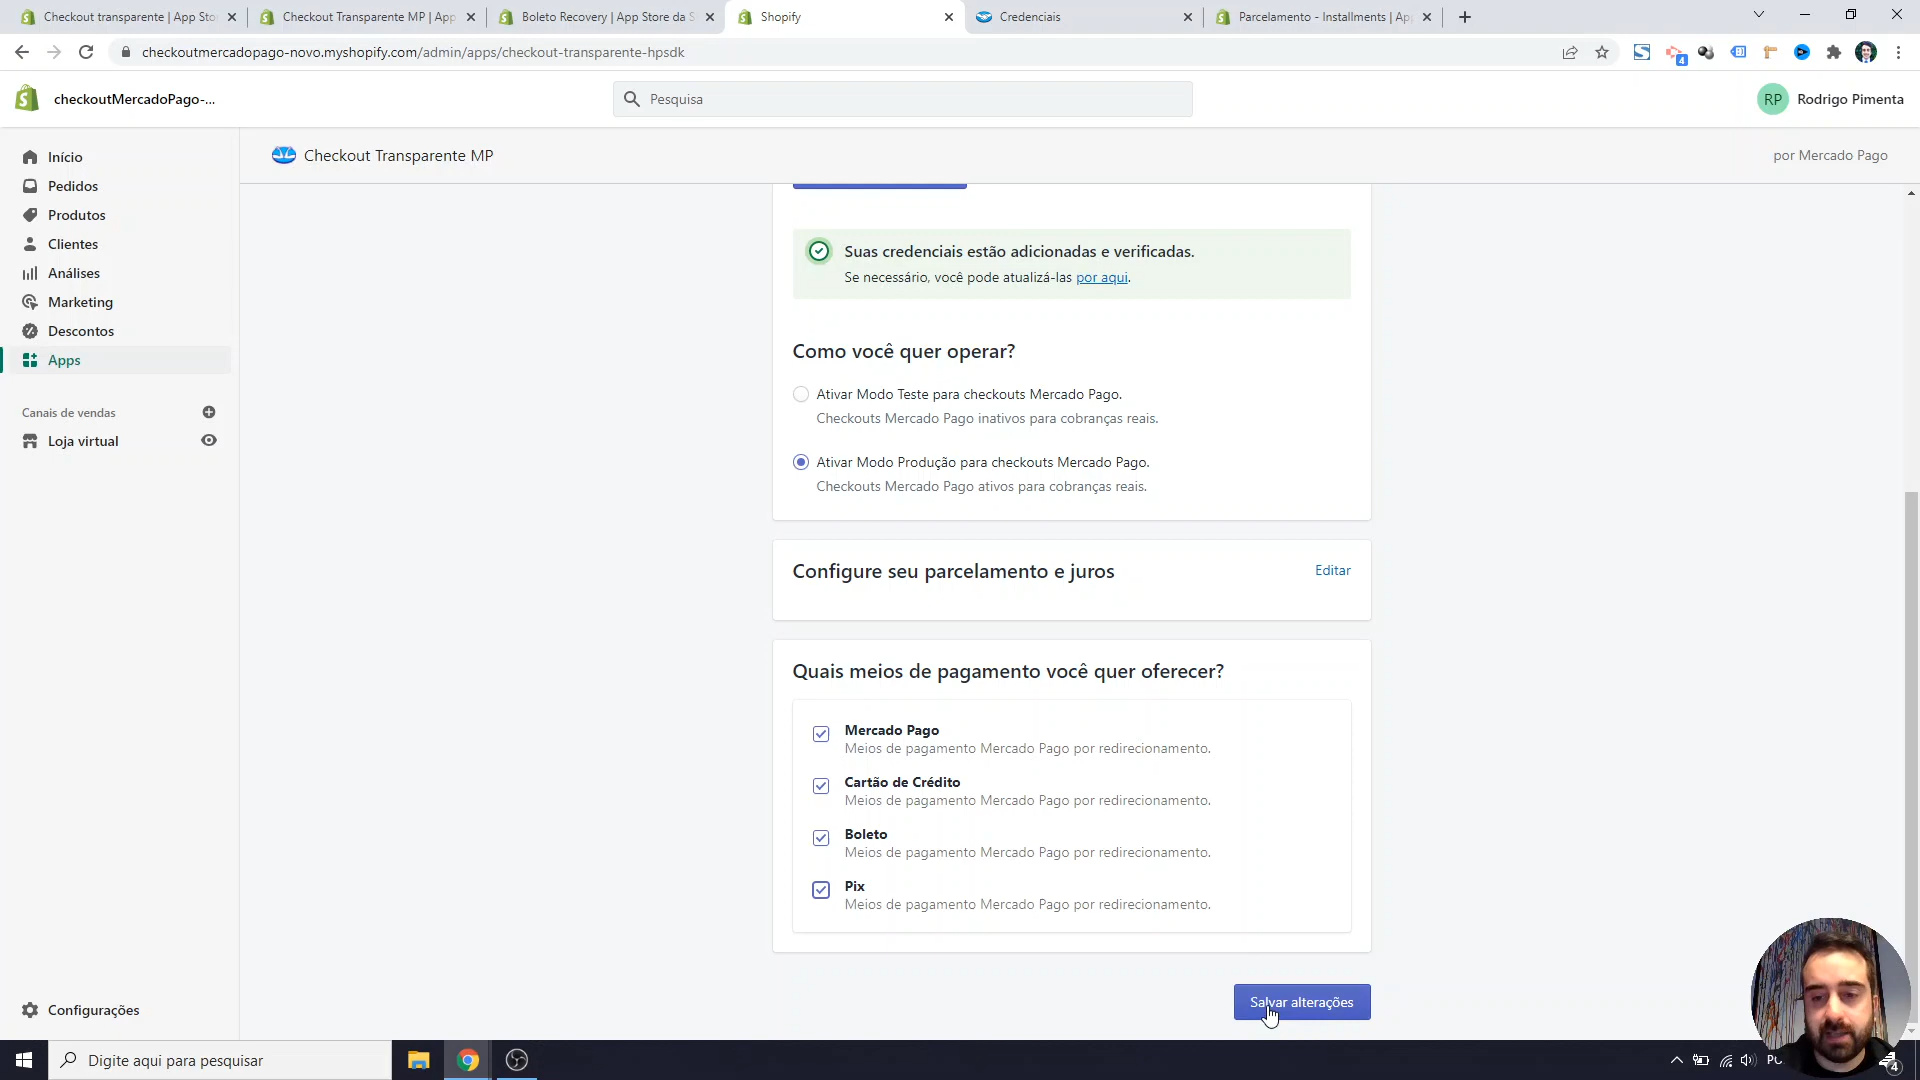 Checkout transparente | App Sto
Checkout Transparente MP | App
Boleto Recovery | App Store da S
Shopify
Credenciais
Parcelamento - Installments | Ap
checkoutmercadopago-novo.myshopify.com/admin/apps/checkout-transparente-hpsdk
4
checkoutMercadoPago-...
Pesquisa
RP
Rodrigo Pimenta
Checkout Transparente MP
por Mercado Pago
Início
Pedidos
Produtos
Clientes
Análises
Marketing
Descontos
Apps
Canais de vendas
Loja virtual
Configurações
Suas credenciais estão adicionadas e verificadas.
Se necessário, você pode atualizá-las por aqui.
Como você quer operar?
Ativar Modo Teste para checkouts Mercado Pago.
Checkouts Mercado Pago inativos para cobranças reais.
Ativar Modo Produção para checkouts Mercado Pago.
Checkouts Mercado Pago ativos para cobranças reais.
Configure seu parcelamento e juros
Editar
Quais meios de pagamento você quer oferecer?
Mercado Pago
Meios de pagamento Mercado Pago por redirecionamento.
Cartão de Crédito
Meios de pagamento Mercado Pago por redirecionamento.
Boleto
Meios de pagamento Mercado Pago por redirecionamento.
Pix
Meios de pagamento Mercado Pago por redirecionamento.
Salvar alterações
Digite aqui para pesquisar
4